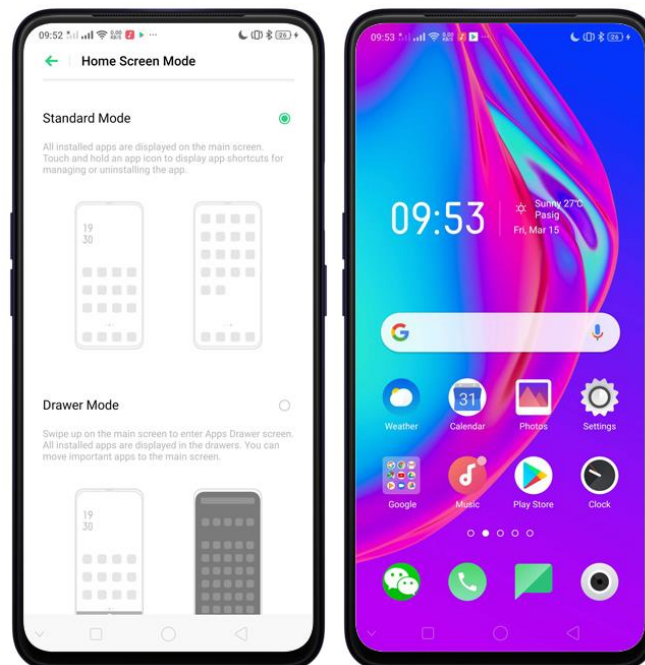 09:52
26
Home Screen Mode
Standard Mode
All installed apps are displayed on the main screen.
Touch and hold an app icon to display app shortcuts for
managing or uninstalling the app.
19
30
Drawer Mode
Swipe up on the main screen to enter Apps Drawer screen.
All installed apps are displayed in the drawers. You can
move important apps to the main screen.
19
30
09:53
26
09:53
Sunny 27°C
Pasig
Fri, Mar 15
G
Weather
31
Calendar
Photos
Settings
Google
Music
Play Store
Clock